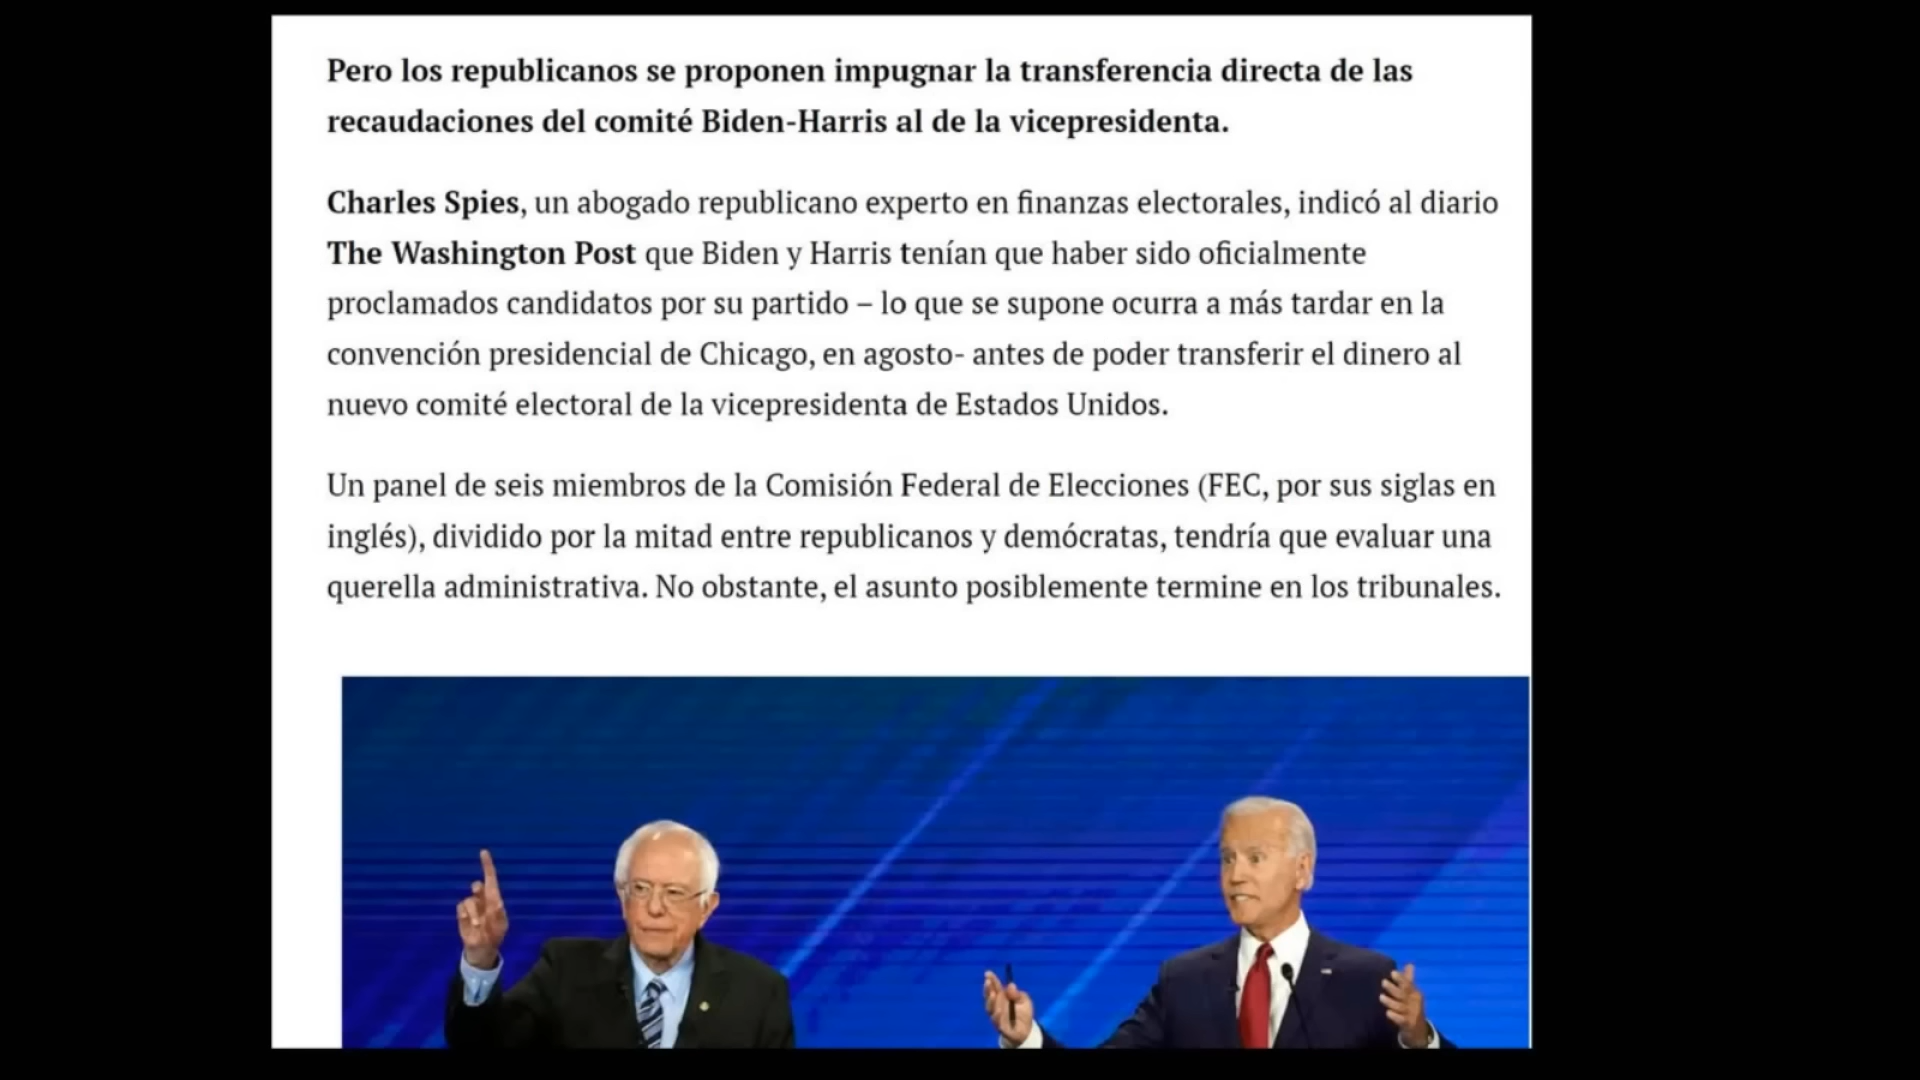 Pero los republicanos se proponen impugnar la transferencia directa de las
recaudaciones del comité Biden-Harris al de la vicepresidenta.
Charles Spies, un abogado republicano experto en finanzas electorales, indicó al diario
The Washington Post que Biden y Harris tenían que haber sido oficialmente
proclamados candidatos por su partido – lo que se supone ocurra a más tardar en la
convención presidencial de Chicago, en agosto- antes de poder transferir el dinero al
nuevo comité electoral de la vicepresidenta de Estados Unidos.
Un panel de seis miembros de la Comisión Federal de Elecciones (FEC, por sus siglas en
inglés), dividido por la mitad entre republicanos y demócratas, tendría que evaluar una
querella administrativa. No obstante, el asunto posiblemente termine en los tribunales.